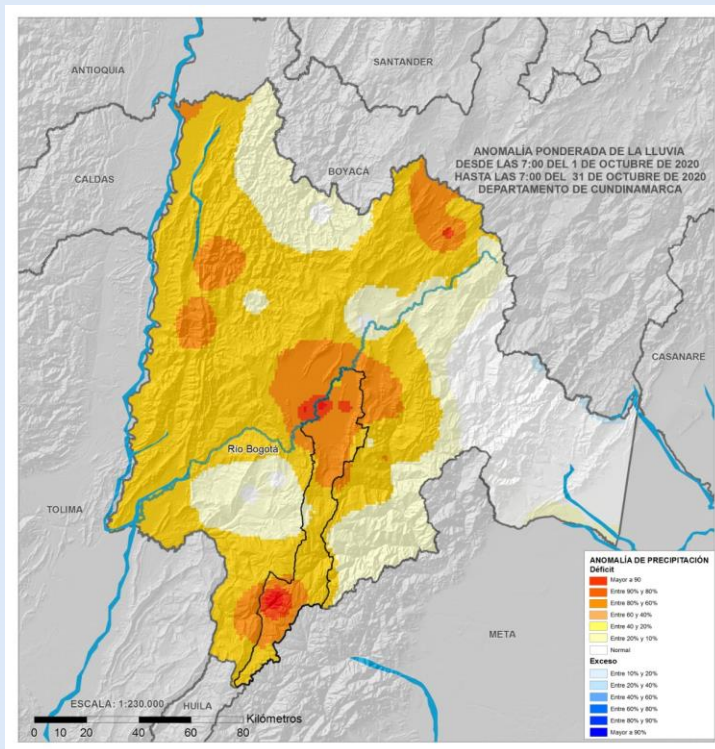 ANTIOQUIA
SANTANDER
ANOMALÍA PONDERADA DE LA LLUVIA
DESDE LAS 7:00 DEL 1 DE OCTUBRE DE 2020
HASTA LAS 7:00 DEL 31 DE OCTUBRE DE 2020
DEPARTAMENTO DE CUNDINAMARCA
BOYACÁ
CALDAS
CASANARE
Río Bogotá
TOLIMA
META
HUILA
ESCALA: 1:230.000
Kilómetros
0 10 20 40 60 80
ANOMALÍA DE PRECIPITACIÓN
Déficit
Mayor a 90
Entre 90% y 80%
Entre 80% y 60%
Entre 60 y 40%
Entre 40 y 20%
Entre 20% y 10%
Normal
Exceso
Entre 10% y 20%
Entre 20% y 40%
Entre 40% y 60%
Entre 60% y 80%
Entre 80% y 90%
Mayor a 90%